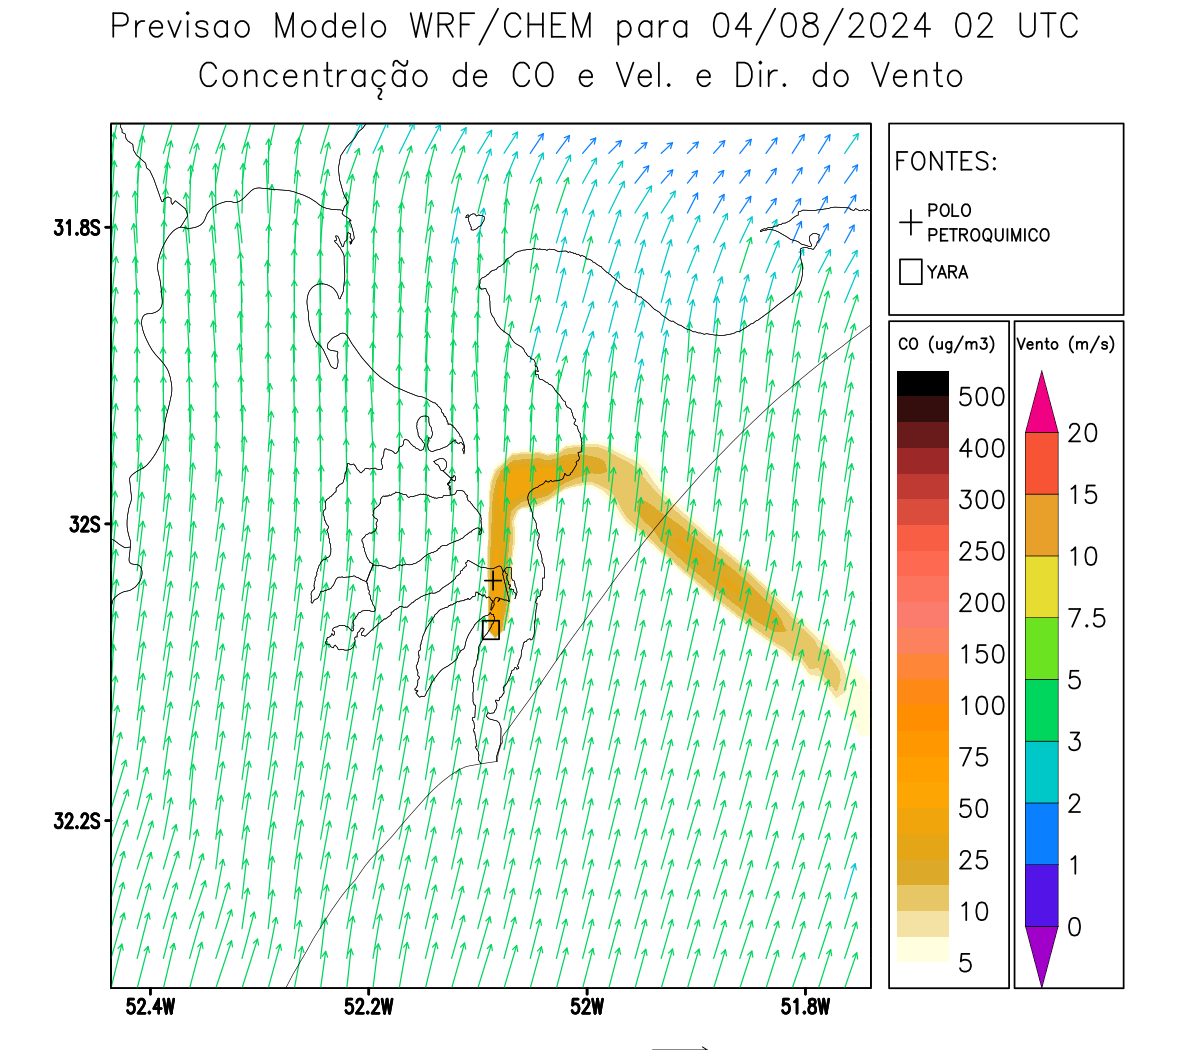 Previsao Modelo WRF/CHEM para 04/08/2024 02 UTC
Concentração de CO e Vel. e Dir. do Vento
FONTES:
POLO
PETROQUIMICO
YARA
CO (ug/m3)
500
400
300
250
200
150
100
75
50
25
10
5
Vento (m/s)
20
15
10
7.5
5
3
2
1
0
31.8S
32S
32.2S
52.4W
52.2W
52W
51.8W